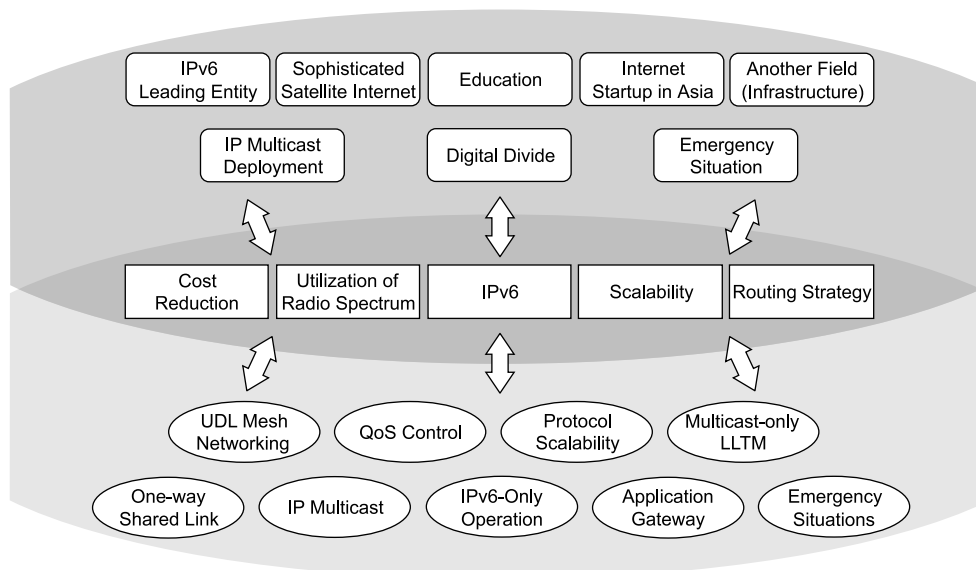 IPv6
Leading Entity
Sophisticated
Satellite Internet
Education
Internet
Startup in Asia
Another Field
(Infrastructure)
IP Multicast
Deployment
Digital Divide
Emergency
Situation
Cost
Reduction
Utilization of
Radio Spectrum
IPv6
Scalability
Routing Strategy
UDL Mesh
Networking
QoS Control
Protocol
Scalability
Multicast-only
LLTM
One-way
Shared Link
IP Multicast
IPv6-Only
Operation
Application
Gateway
Emergency
Situations